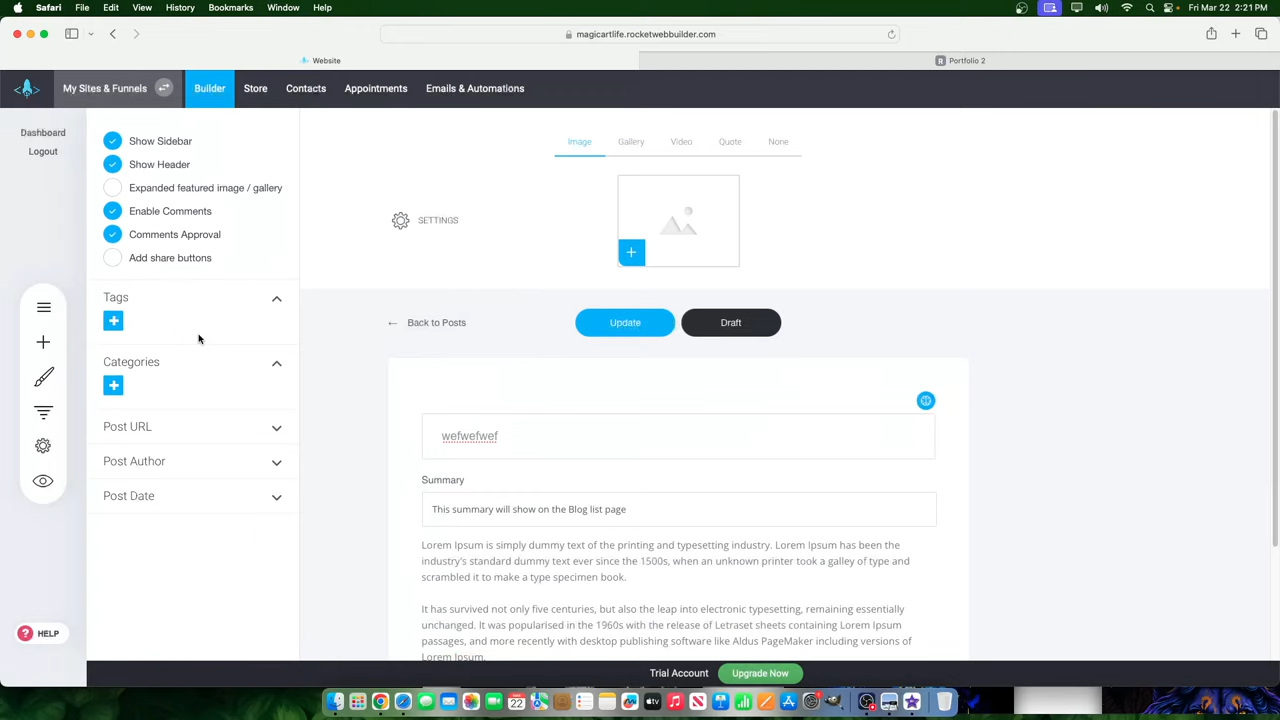 Safari File Edit View History Bookmarks Window Help
Fri Mar 22 2:21 PM
magicartlife.rocketwebbuilder.com
Website
Portfolio 2
My Sites & Funnels Builder Store Contacts Appointments Emails & Automations
Dashboard
Logout
Show Sidebar
Show Header
Expanded featured image / gallery
Enable Comments
Comments Approval
Add share buttons
Tags
Categories
Post URL
Post Author
Post Date
HELP
Image Gallery Video Quote None
SETTINGS
← Back to Posts
Update
Draft
wefwefwef
Summary
This summary will show on the Blog list page
Lorem Ipsum is simply dummy text of the printing and typesetting industry. Lorem Ipsum has been the
industry's standard dummy text ever since the 1500s, when an unknown printer took a galley of type and
scrambled it to make a type specimen book.
It has survived not only five centuries, but also the leap into electronic typesetting, remaining essentially
unchanged. It was popularised in the 1960s with the release of Letraset sheets containing Lorem Ipsum
passages, and more recently with desktop publishing software like Aldus PageMaker including versions of
Lorem Ipsum.
Trial Account
Upgrade Now